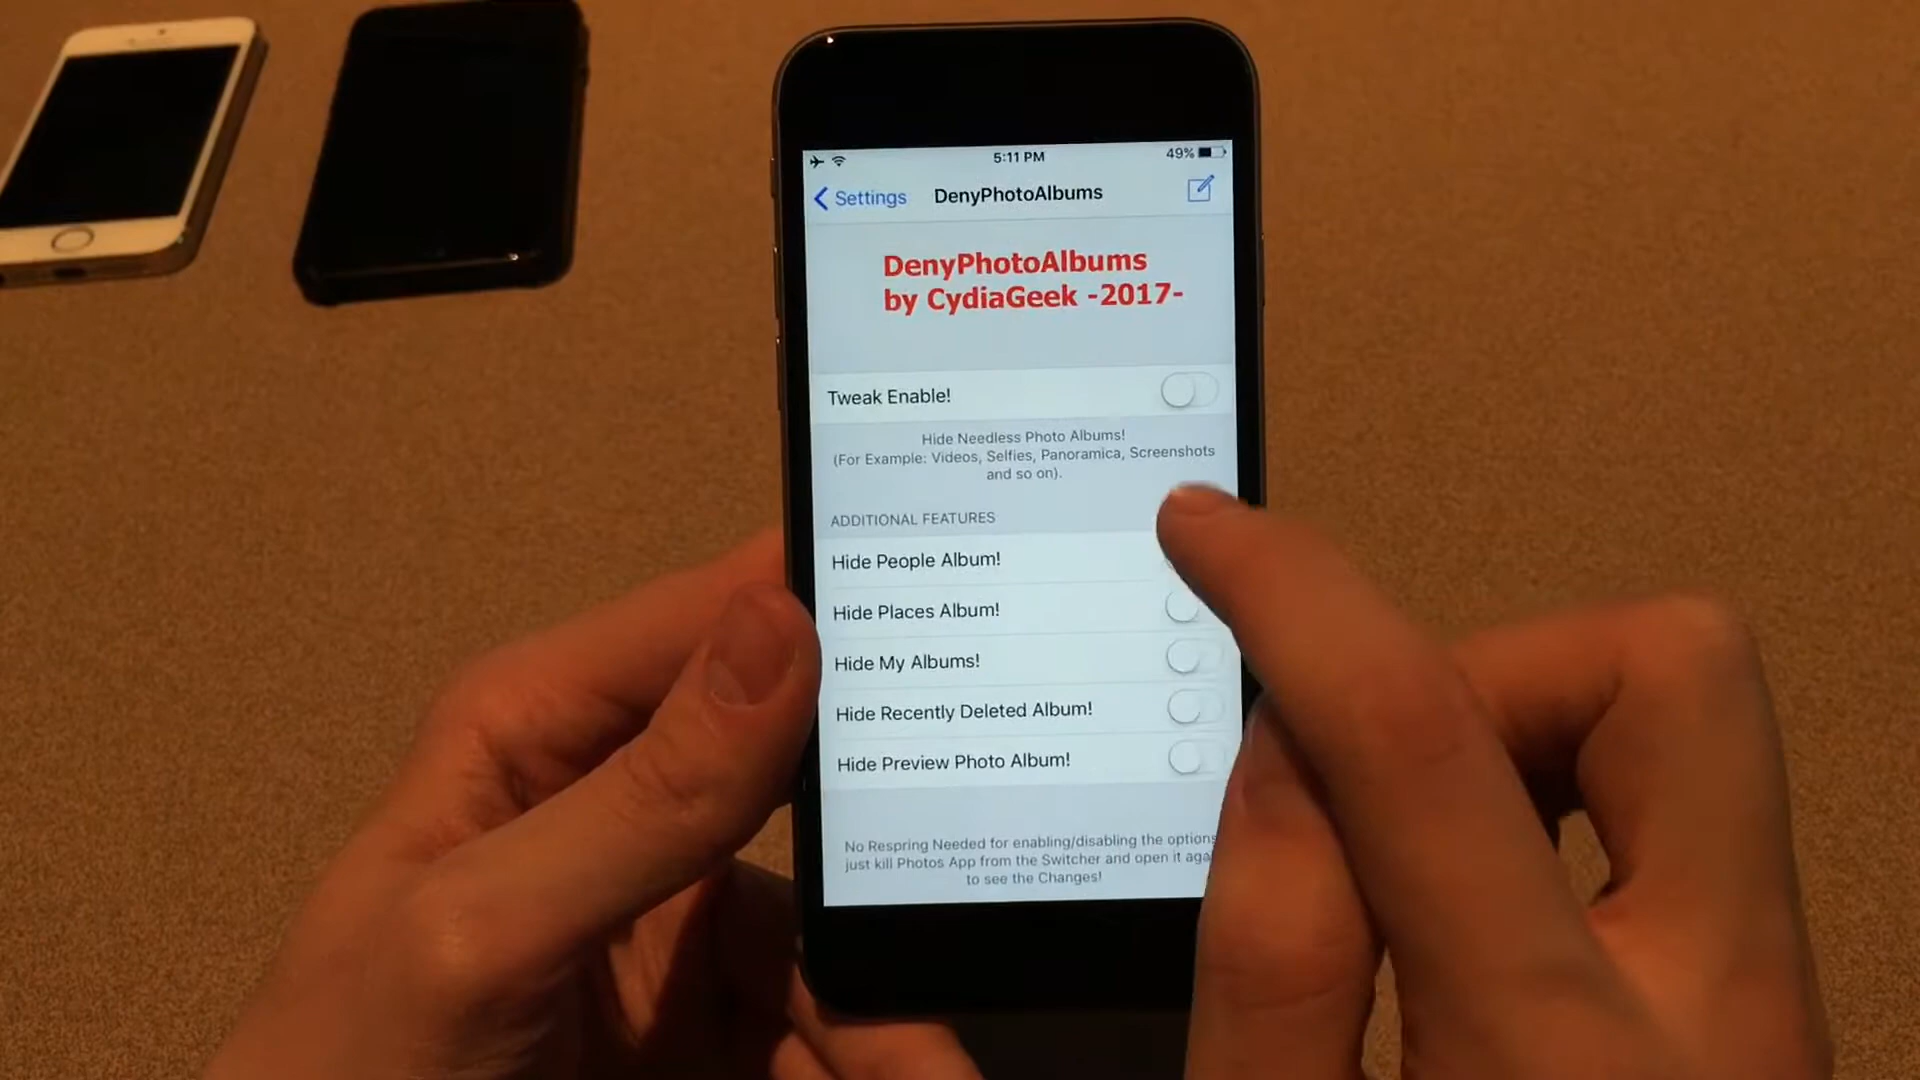 5:11 PM 49%
Settings DenyPhotoAlbums
DenyPhotoAlbums
by CydiaGeek -2017-
Tweak Enable!
Hide Needless Photo Albums!
(For Example: Videos, Selfies, Panoramica, Screenshots
and so on).
ADDITIONAL FEATURES
Hide People Album!
Hide Places Album!
Hide My Albums!
Hide Recently Deleted Album!
Hide Preview Photo Album!
No Respring Needed for enabling/disabling the options
just kill Photos App from the Switcher and open it aga
to see the Changes!